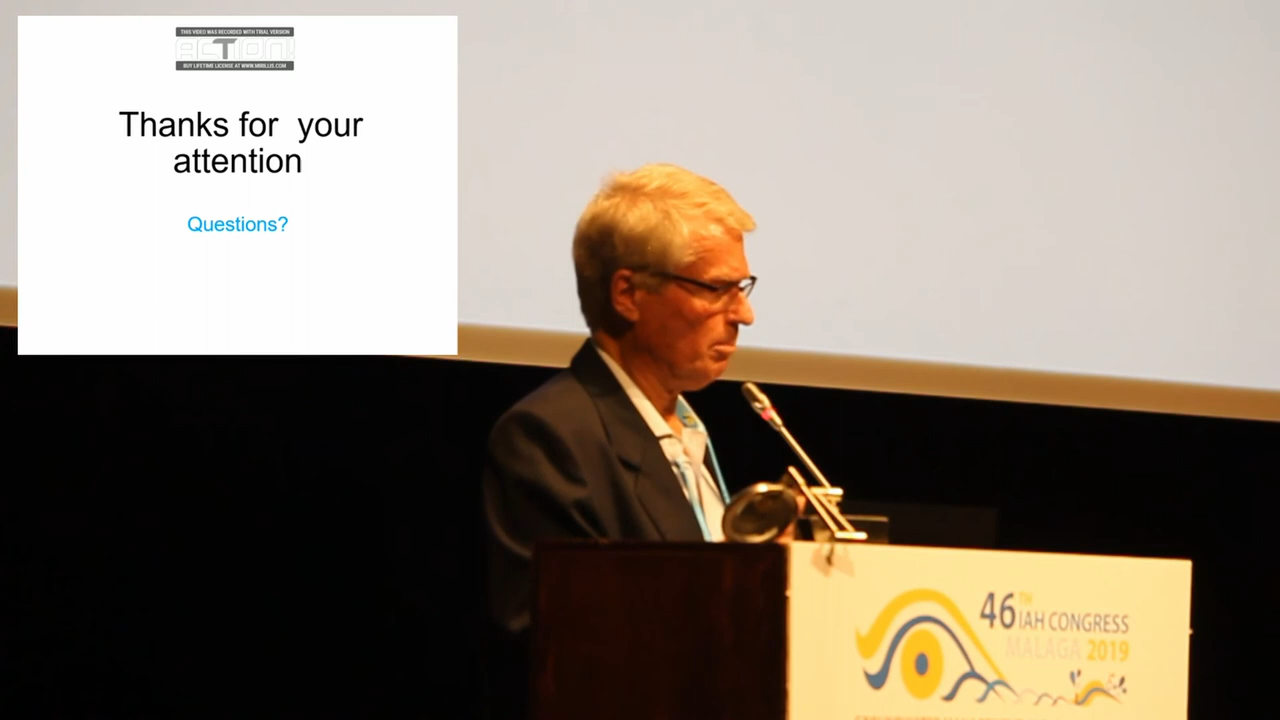 THIS VIDEO WAS RECORDED WITH TRIAL VERSION
ACTION!
BUY LIFETIME LICENSE AT WWW.MIRILLIS.COM
Thanks for your
attention
Questions?
46TH
IAH CONGRESS
MALAGA 2019